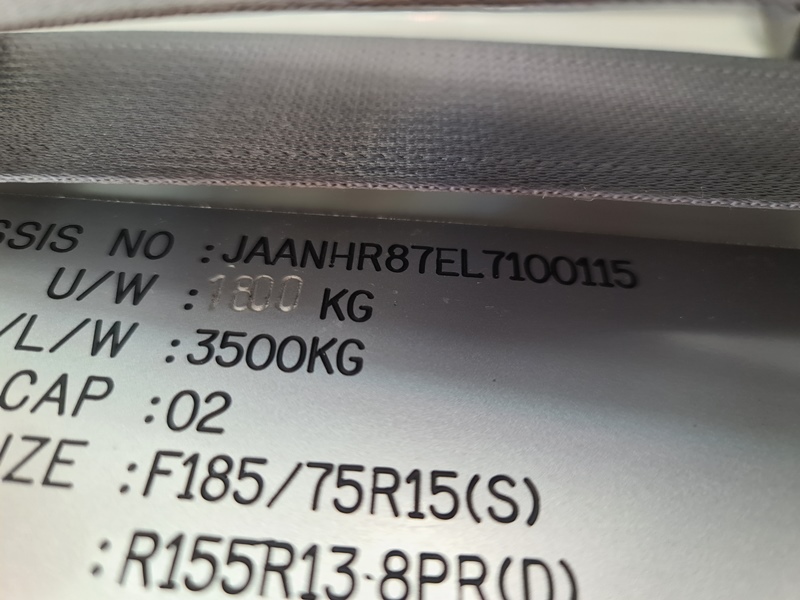 SSIS NO :JAANHR87EL7100115
U/W :1800 KG
/L/W :3500KG
CAP :02
IZE :F185/75R15(S)
:R155R13-8PR(D)